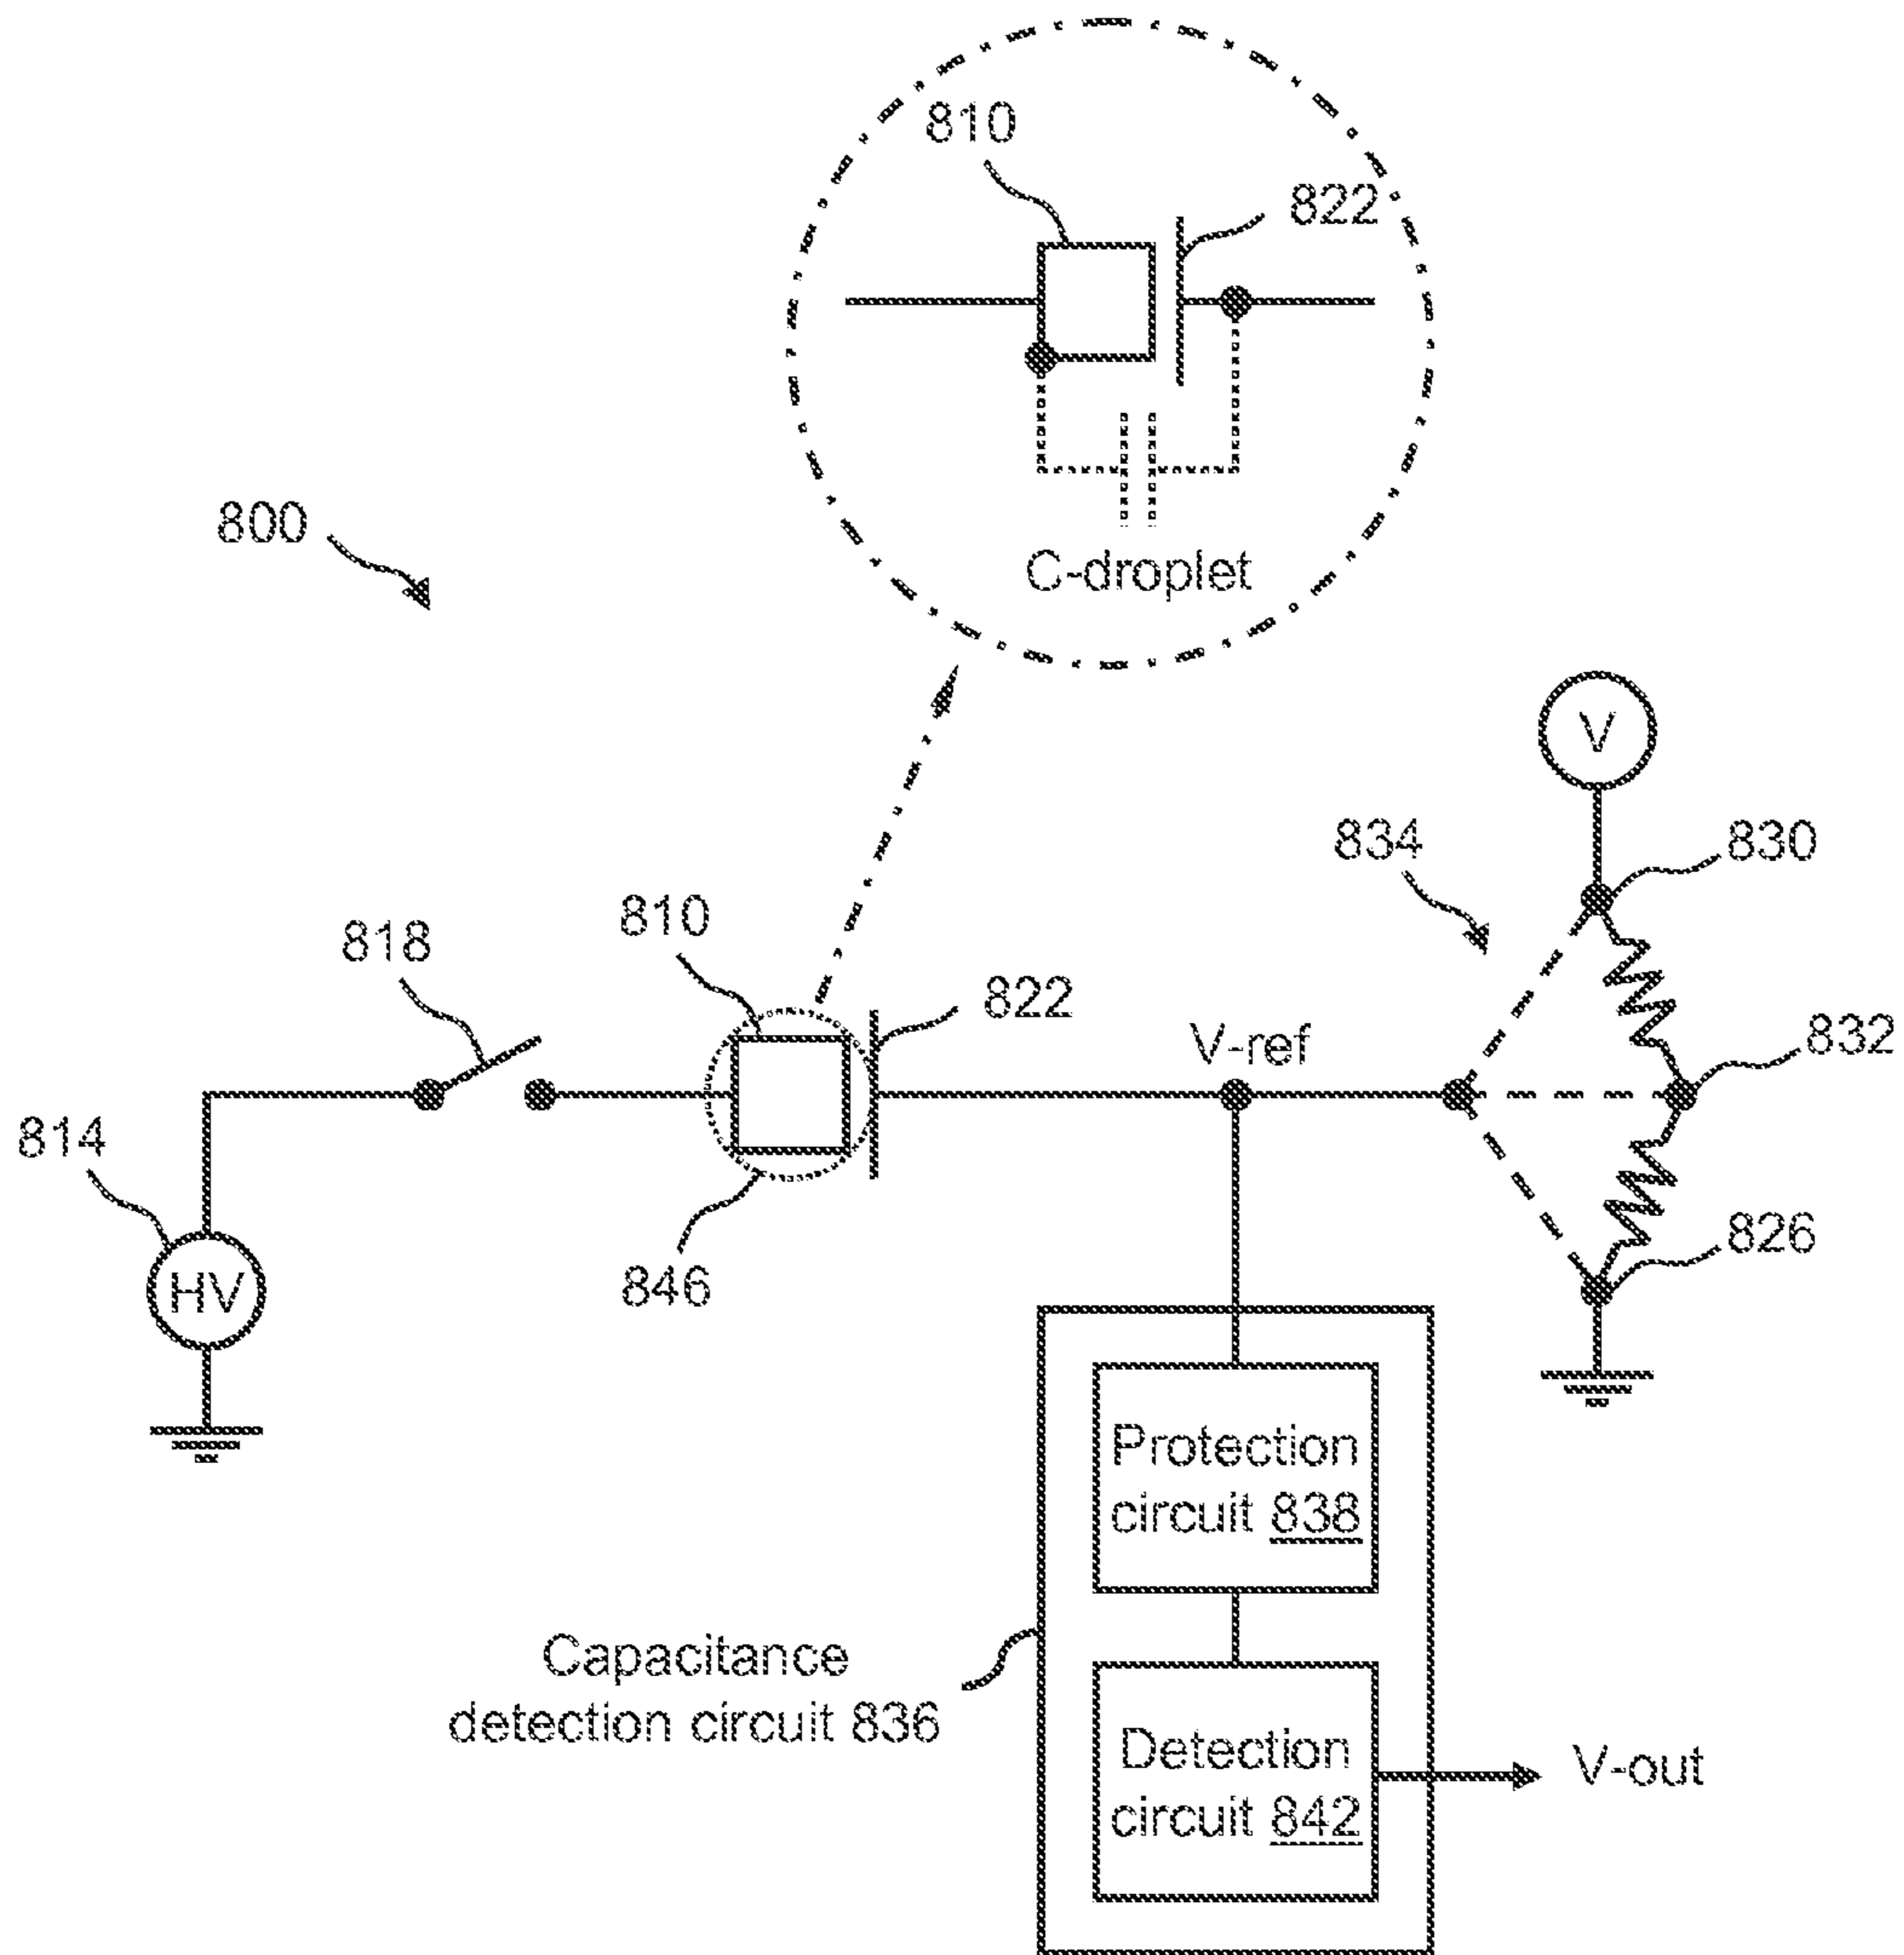 810
822
C-droplet
800
V
834
830
818
810
822
V-ref
832
814
HV
846
826
Protection
circuit 838
Capacitance
detection circuit 836
Detection
circuit 842
V-out